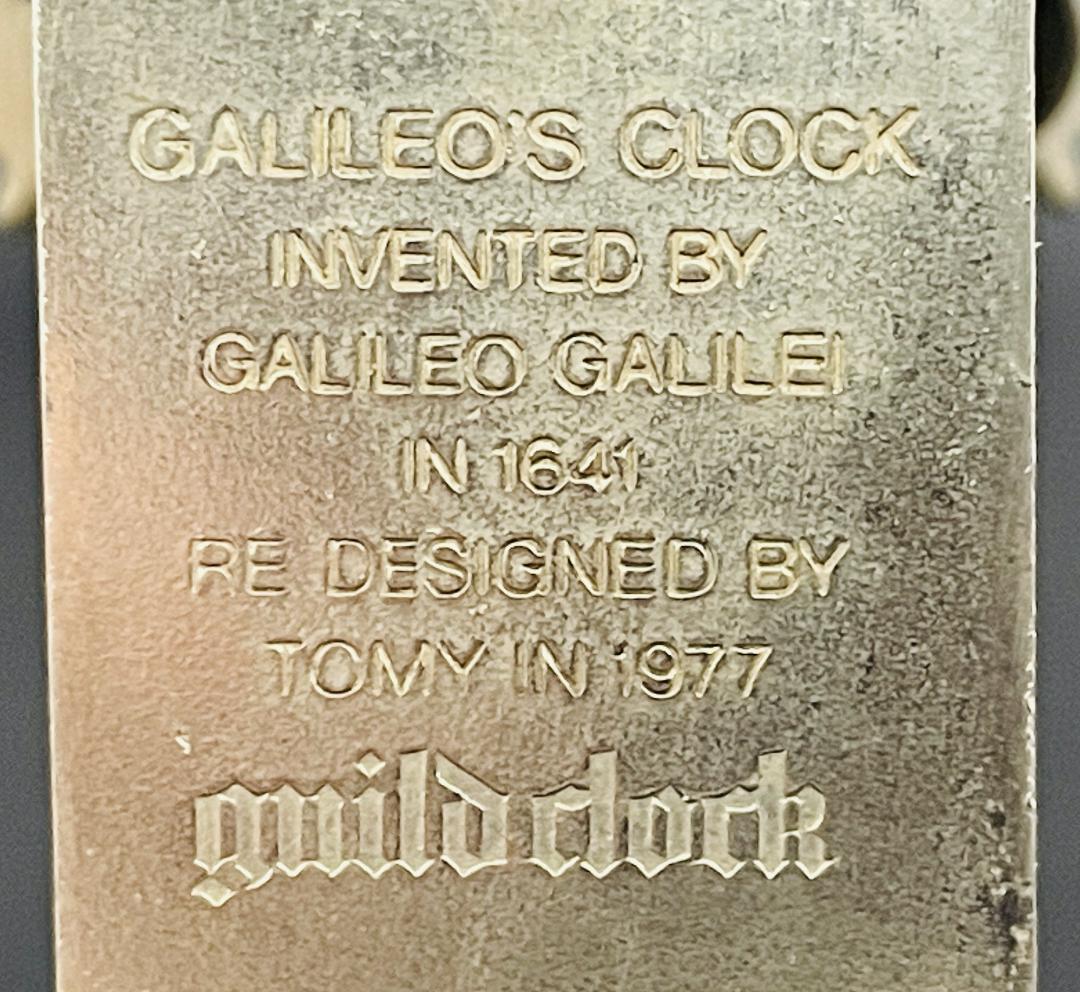 GALILEO'S CLOCK
INVENTED BY
GALILEO GALILEI
IN 1641
RE DESIGNED BY
TOMY IN 1977
guild clock